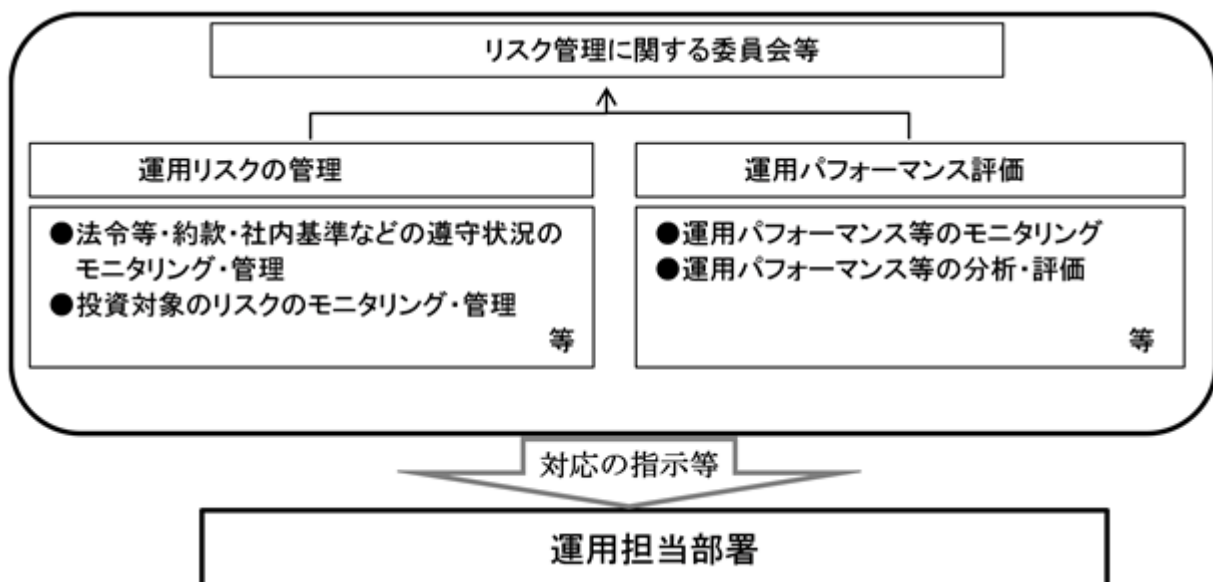 リスク管理に関する委員会等
運用リスクの管理
●法令等・約款・社内基準などの遵守状況の
モニタリング・管理
●投資対象のリスクのモニタリング・管理
等
運用パフォーマンス評価
●運用パフォーマンス等のモニタリング
●運用パフォーマンス等の分析・評価
等
対応の指示等
運用担当部署